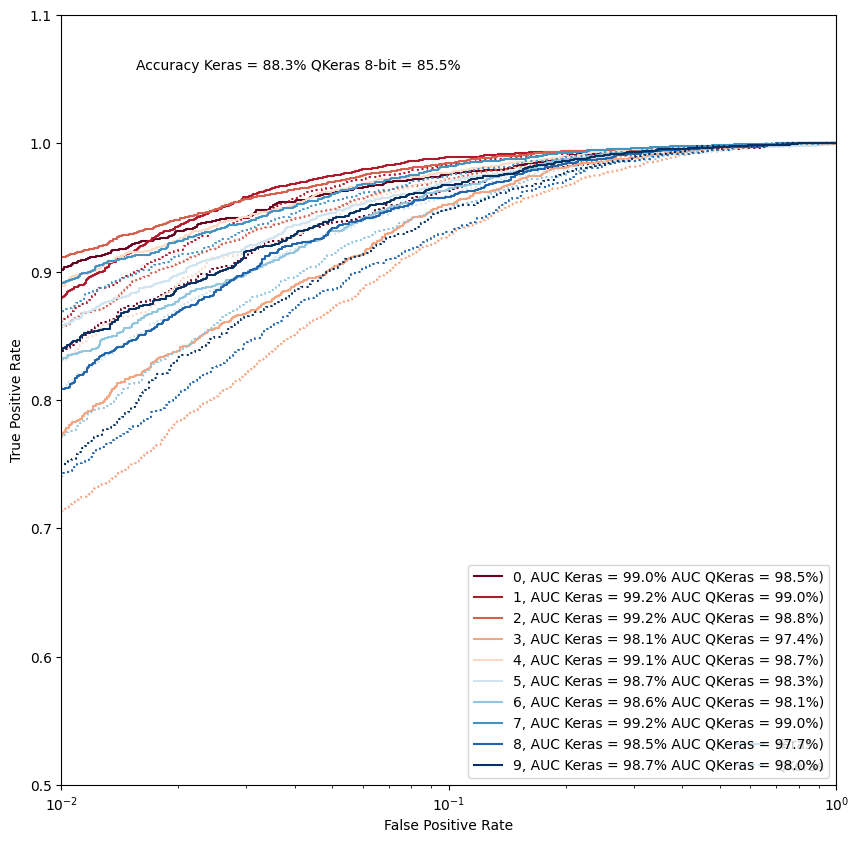 1.1
Accuracy Keras = 88.3% QKeras 8-bit = 85.5%
1.0
0.9
0.8
True Positive Rate
0.7
0.6
0.5
0, AUC Keras = 99.0% AUC QKeras = 98.5%)
1, AUC Keras = 99.2% AUC QKeras = 99.0%)
2, AUC Keras = 99.2% AUC QKeras = 98.8%)
3, AUC Keras = 98.1% AUC QKeras = 97.4%)
4, AUC Keras = 99.1% AUC QKeras = 98.7%)
5, AUC Keras = 98.7% AUC QKeras = 98.3%)
6, AUC Keras = 98.6% AUC QKeras = 98.1%)
7, AUC Keras = 99.2% AUC QKeras = 99.0%)
8, AUC Keras = 98.5% AUC QKeras = 97.7%)
9, AUC Keras = 98.7% AUC QKeras = 98.0%)
10⁻² 10⁻¹ 10⁰
False Positive Rate